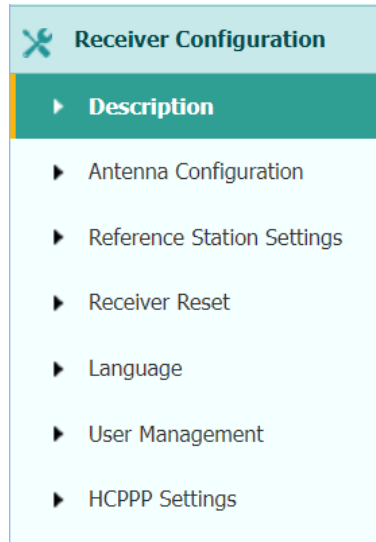 Receiver Configuration
Description
Antenna Configuration
Reference Station Settings
Receiver Reset
Language
User Management
HCPPP Settings